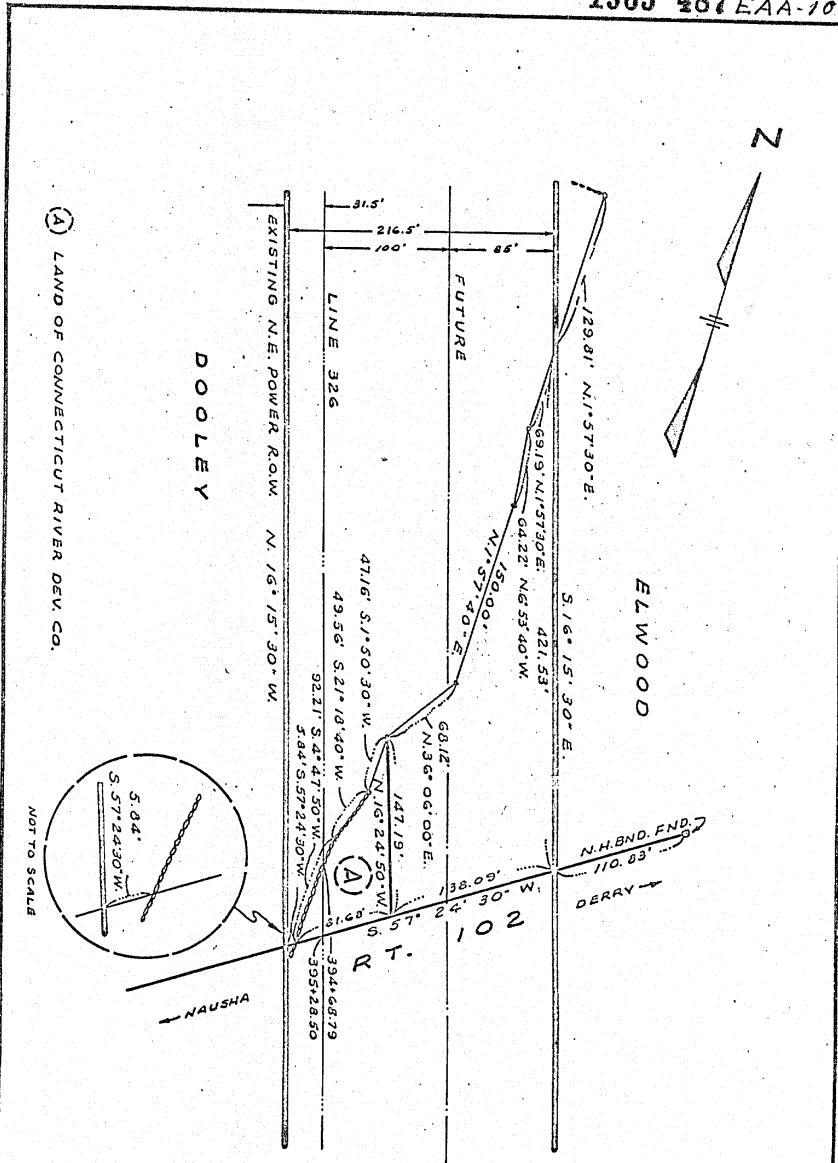 EAA-10
Z
31.5'
216.5'
100'
85'
EXISTING N.E. POWER R.O.W. N. 16° 15' 30" W.
LINE 326
FUTURE
DOOLEY
ELWOOD
129.81' N.1°57'30"E.
69.19' N.1°57'30"E.
64.22' N.6°53'40"W.
150.00'
N.1°57'40"E.
421.53'
S.16° 15' 30" E.
68.12'
N.36° 06' 00" E.
47.16' S.1°50'30"W.
49.56' S.21°18'40"W.
92.21' S.4°47'50"W.
5.84' S.57°24'30"W.
147.19'
N.16°24'50"W.
A
N.H.BND. FND.
110.83'
DERRY
138.09'
31.68'
S. 57° 24' 30" W.
RT. 102
394+68.79
395+28.50
NAUSHA
5.84'
S.57°24'30"W.
NOT TO SCALE
A LAND OF CONNECTICUT RIVER DEV. CO.